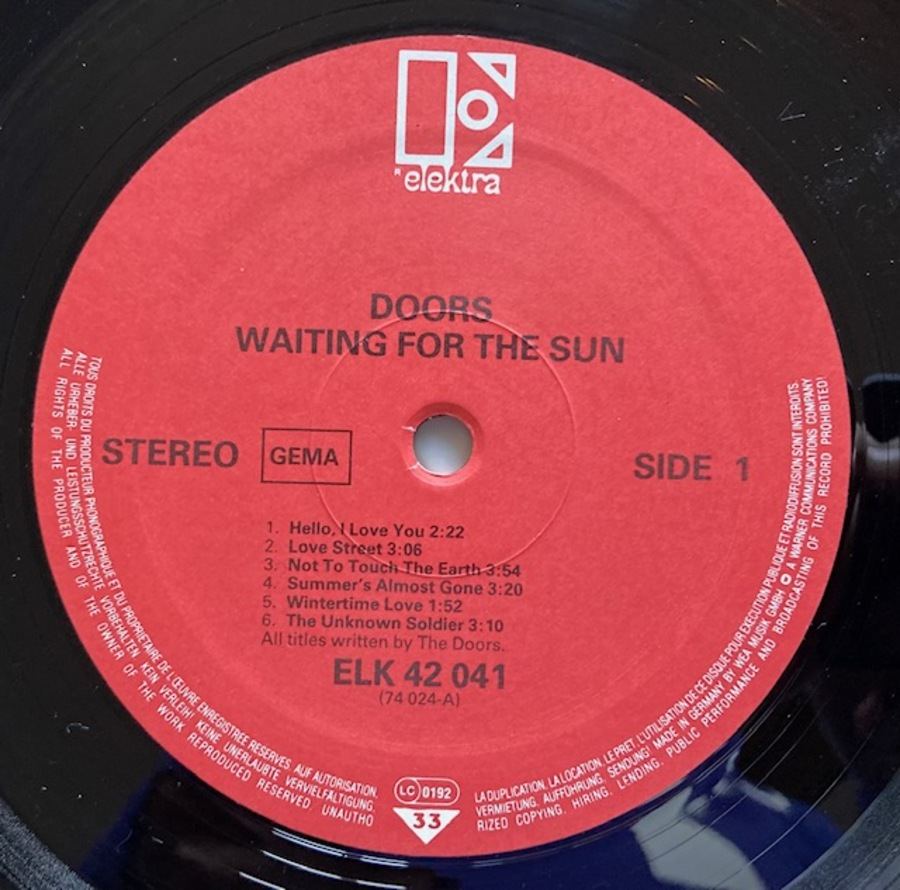 elektra
DOORS
WAITING FOR THE SUN
STEREO
GEMA
SIDE 1
1. Hello, I Love You 2:22
2. Love Street 3:06
3. Not To Touch The Earth 3:54
4. Summer's Almost Gone 3:20
5. Wintertime Love 1:52
6. The Unknown Soldier 3:10
All titles written by The Doors.
ELK 42 041
(74 024-A)
LC 0192
33
TOUS DROITS DU PRODUCTEUR PHONOGRAPHIQUE ET DU PROPRIETAIRE DE L'ŒUVRE ENREGISTREE RESERVES. AUF AUTORISATION,
ALLE URHEBER- UND LEISTUNGSSCHUTZRECHTE VORBEHALTEN KEIN VERLEIH! KEINE UNERLAUBTE VERVIELFÄLTIGUNG,
ALL RIGHTS OF THE PRODUCER AND OF THE OWNER OF THE WORK REPRODUCED RESERVED UNAUTHO
LA DUPLICATION, LA LOCATION, LE PRET, L'UTILISATION DE CE DISQUE POUR EXECUTION PUBLIQUE ET RADIODIFFUSION SONT INTERDITS.
VERMIETUNG, AUFFÜHRUNG, SENDUNG! MADE IN GERMANY BY WEA MUSIK GMBH A WARNER COMMUNICATIONS COMPANY
RIZED COPYING, HIRING, LENDING, PUBLIC PERFORMANCE AND BROADCASTING OF THIS RECORD PROHIBITED!